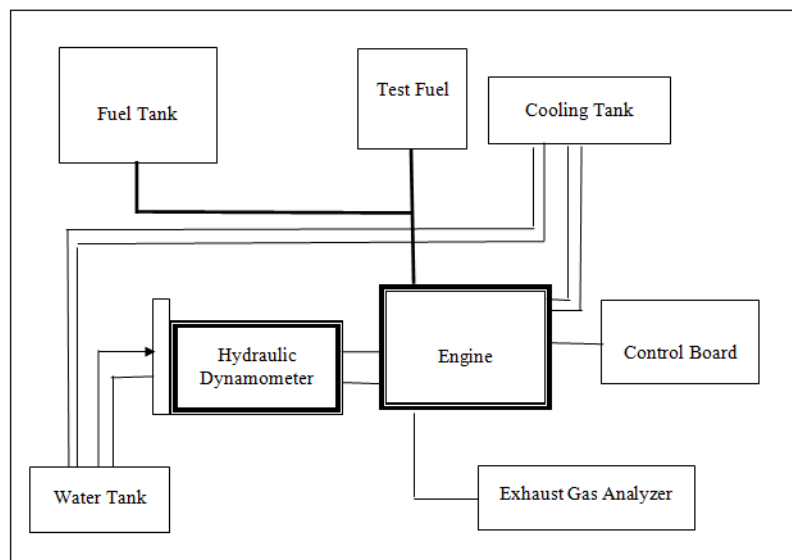 Fuel Tank
Test Fuel
Cooling Tank
Hydraulic
Dynamometer
Engine
Control Board
Water Tank
Exhaust Gas Analyzer